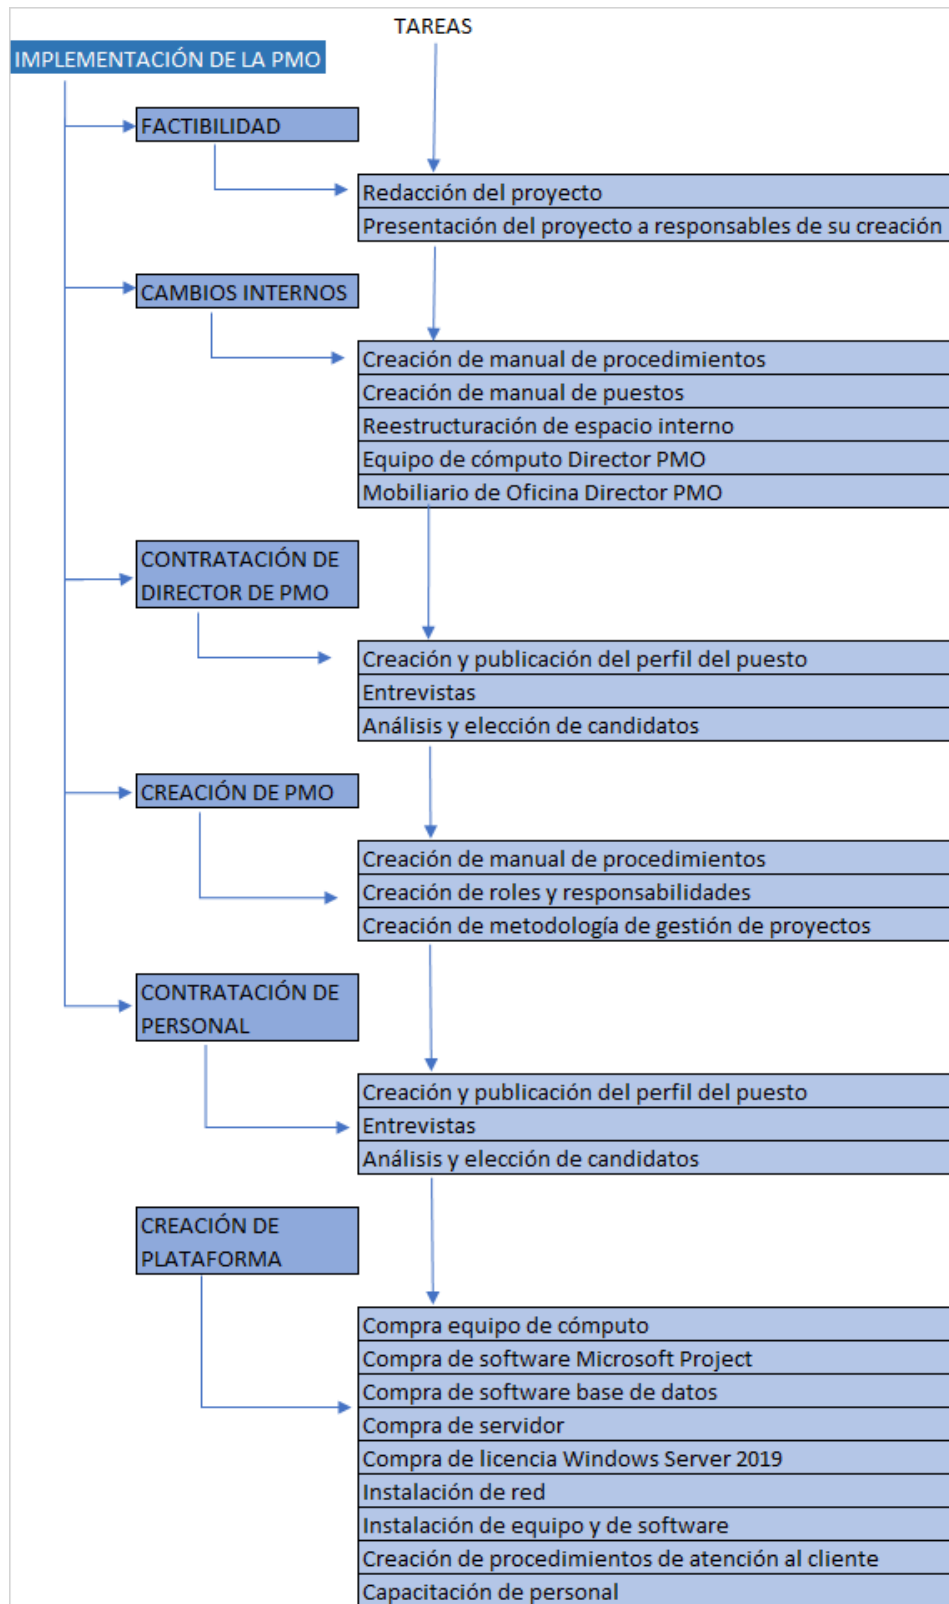 TAREAS
IMPLEMENTACIÓN DE LA PMO
FACTIBILIDAD
Redacción del proyecto
Presentación del proyecto a responsables de su creación
CAMBIOS INTERNOS
Creación de manual de procedimientos
Creación de manual de puestos
Reestructuración de espacio interno
Equipo de cómputo Director PMO
Mobiliario de Oficina Director PMO
CONTRATACIÓN DE
DIRECTOR DE PMO
Creación y publicación del perfil del puesto
Entrevistas
Análisis y elección de candidatos
CREACIÓN DE PMO
Creación de manual de procedimientos
Creación de roles y responsabilidades
Creación de metodología de gestión de proyectos
CONTRATACIÓN DE
PERSONAL
Creación y publicación del perfil del puesto
Entrevistas
Análisis y elección de candidatos
CREACIÓN DE
PLATAFORMA
Compra equipo de cómputo
Compra de software Microsoft Project
Compra de software base de datos
Compra de servidor
Compra de licencia Windows Server 2019
Instalación de red
Instalación de equipo y de software
Creación de procedimientos de atención al cliente
Capacitación de personal